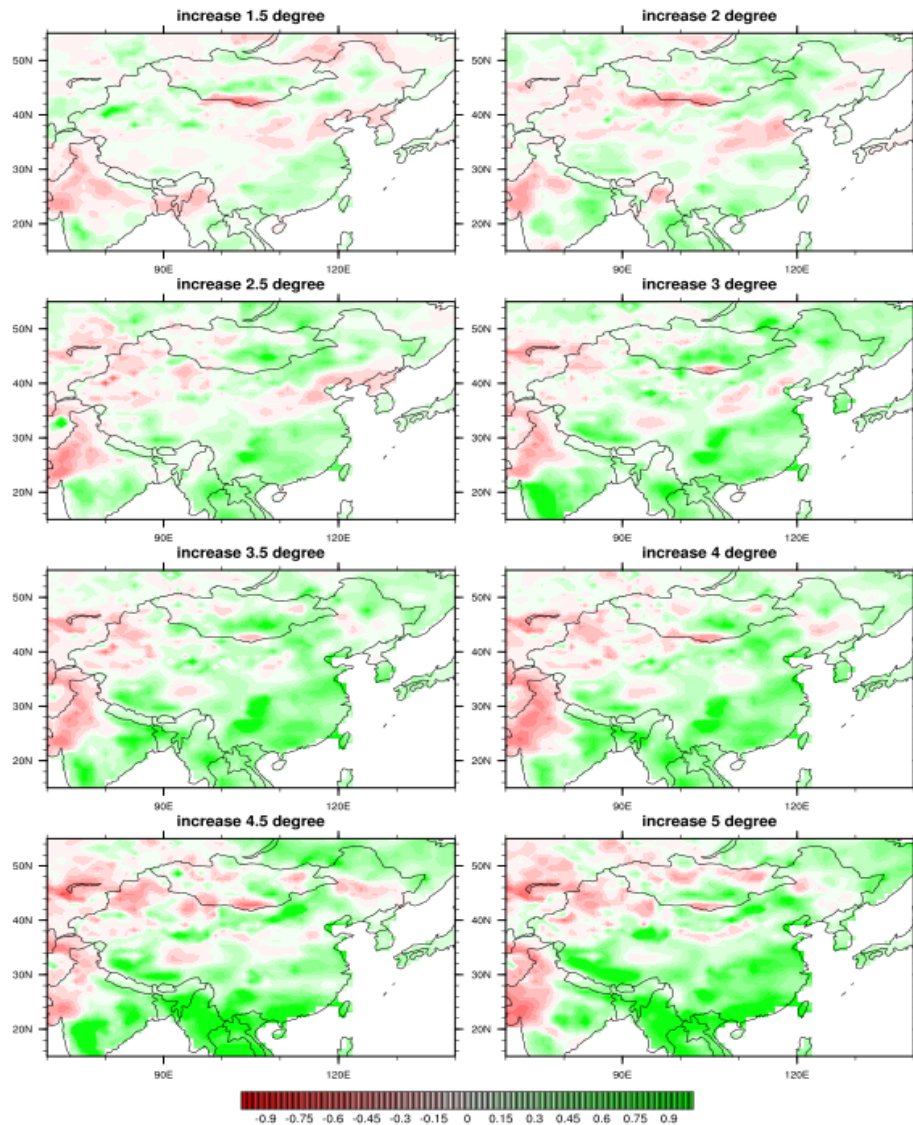 increase 1.5 degree increase 2 degree
50N 50N
40N 40N
30N 30N
20N 20N
90E 120E 90E 120E
increase 2.5 degree increase 3 degree
50N 50N
40N 40N
30N 30N
20N 20N
90E 120E 90E 120E
increase 3.5 degree increase 4 degree
50N 50N
40N 40N
30N 30N
20N 20N
90E 120E 90E 120E
increase 4.5 degree increase 5 degree
50N 50N
40N 40N
30N 30N
20N 20N
90E 120E 90E 120E
-0.9 -0.75 -0.6 -0.45 -0.3 -0.15 0 0.15 0.3 0.45 0.6 0.75 0.9